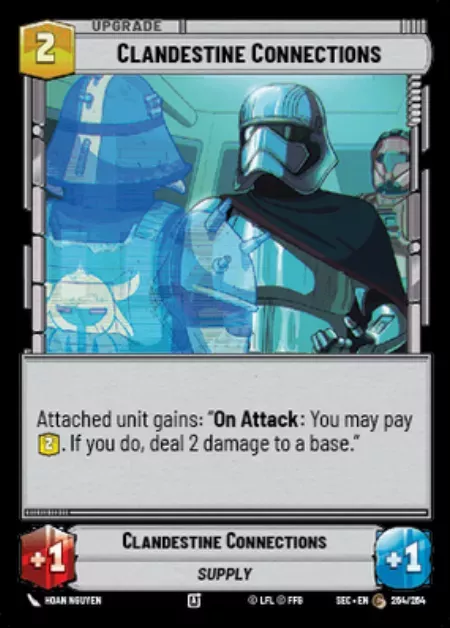 UPGRADE
2
CLANDESTINE CONNECTIONS
Attached unit gains: “On Attack: You may pay
2. If you do, deal 2 damage to a base.”
+1
CLANDESTINE CONNECTIONS
+1
SUPPLY
HOAN NGUYEN
© LFL © FFG
SEC • EN
264/264